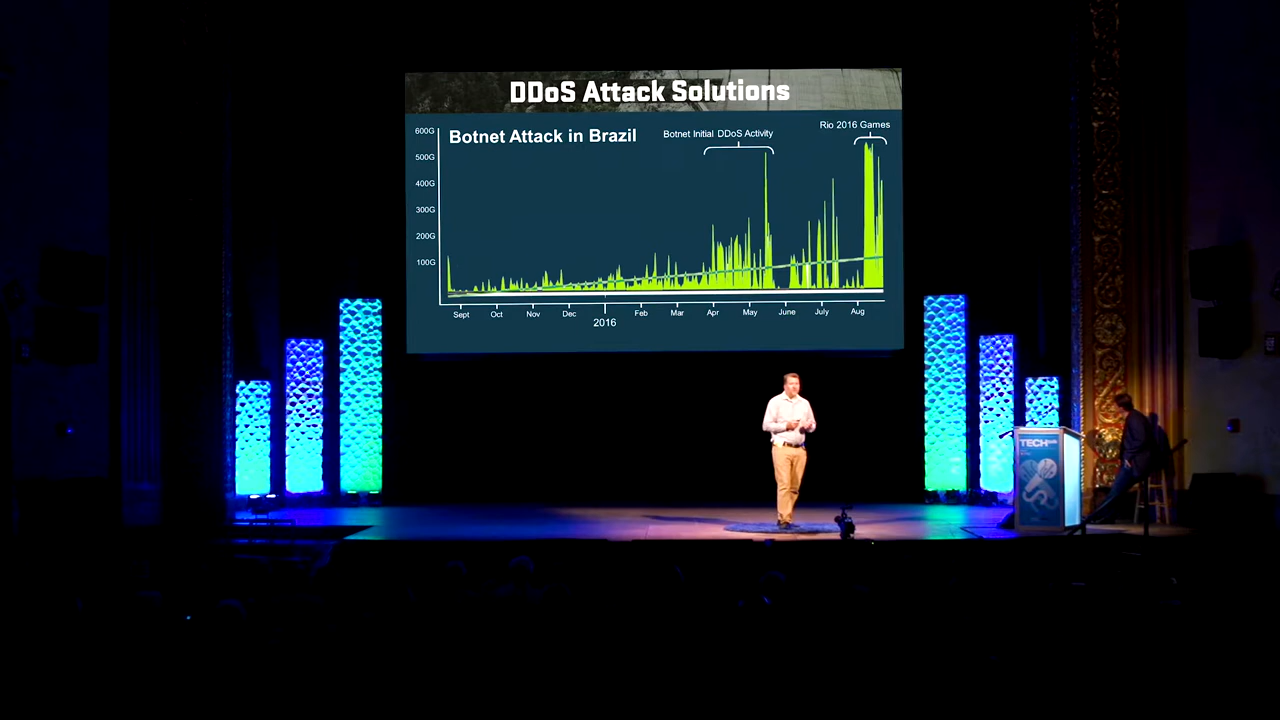 DDoS Attack Solutions
Botnet Attack in Brazil
Botnet Initial DDoS Activity
Rio 2016 Games
600G
500G
400G
300G
200G
100G
Sept Oct Nov Dec 2016 Feb Mar Apr May June July Aug
TECH